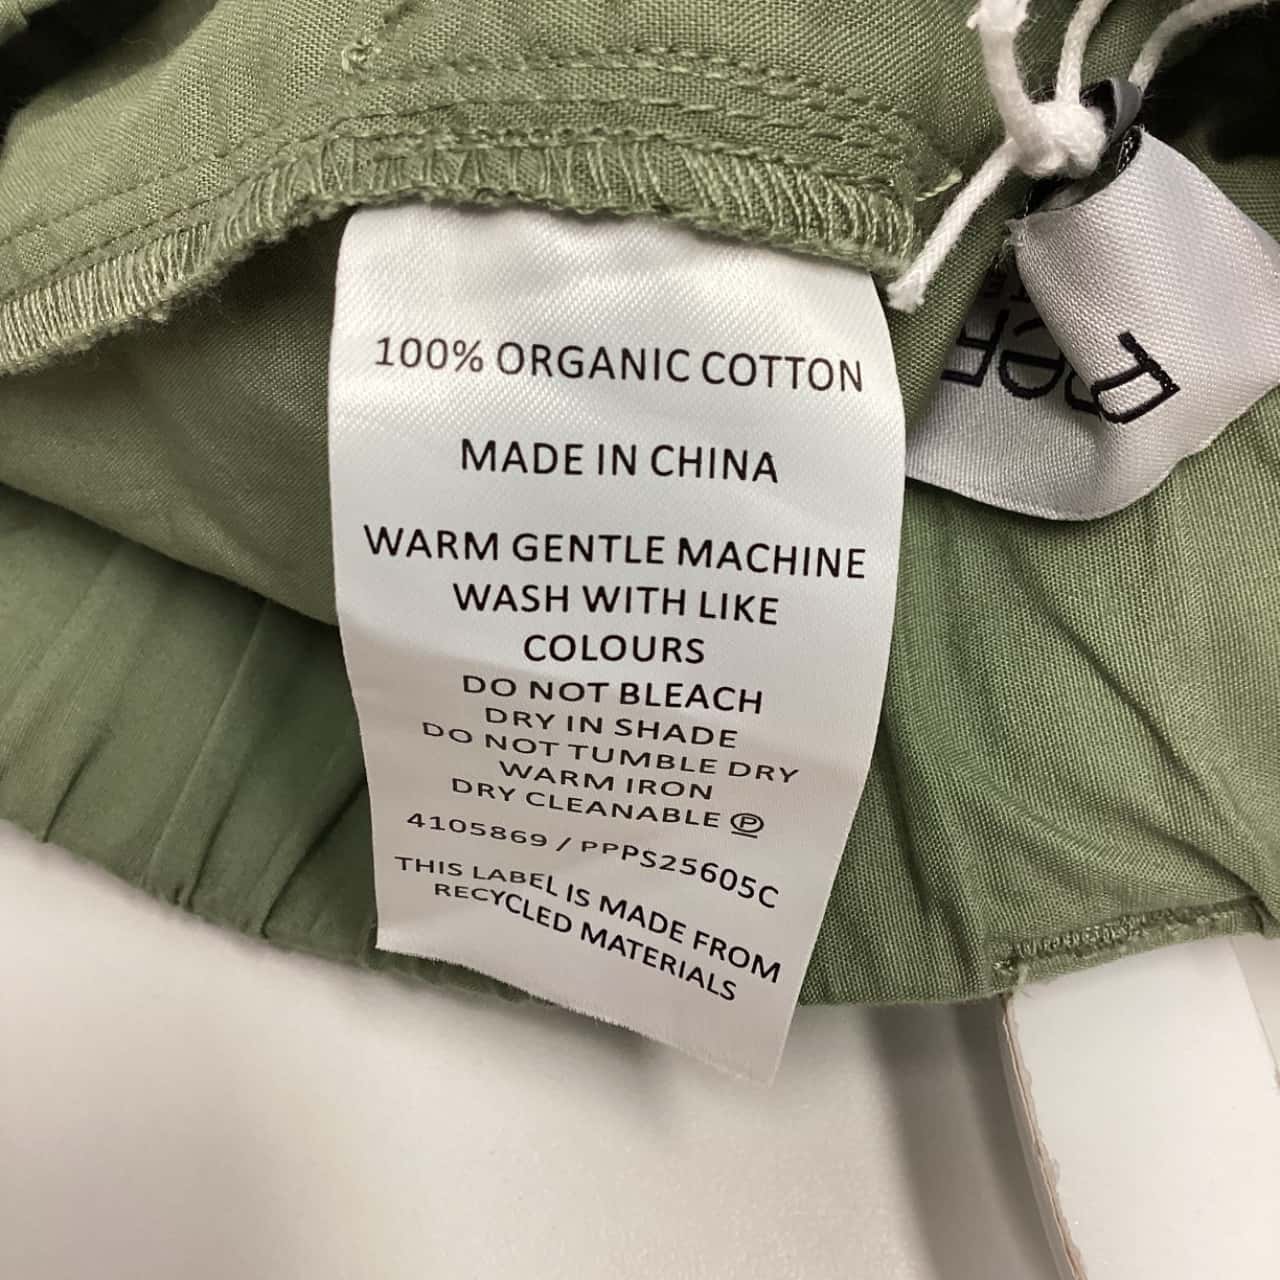 100% ORGANIC COTTON
MADE IN CHINA
WARM GENTLE MACHINE
WASH WITH LIKE
COLOURS
DO NOT BLEACH
DRY IN SHADE
DO NOT TUMBLE DRY
WARM IRON
DRY CLEANABLE Ⓟ
4105869 / PPPS25605C
THIS LABEL IS MADE FROM
RECYCLED MATERIALS